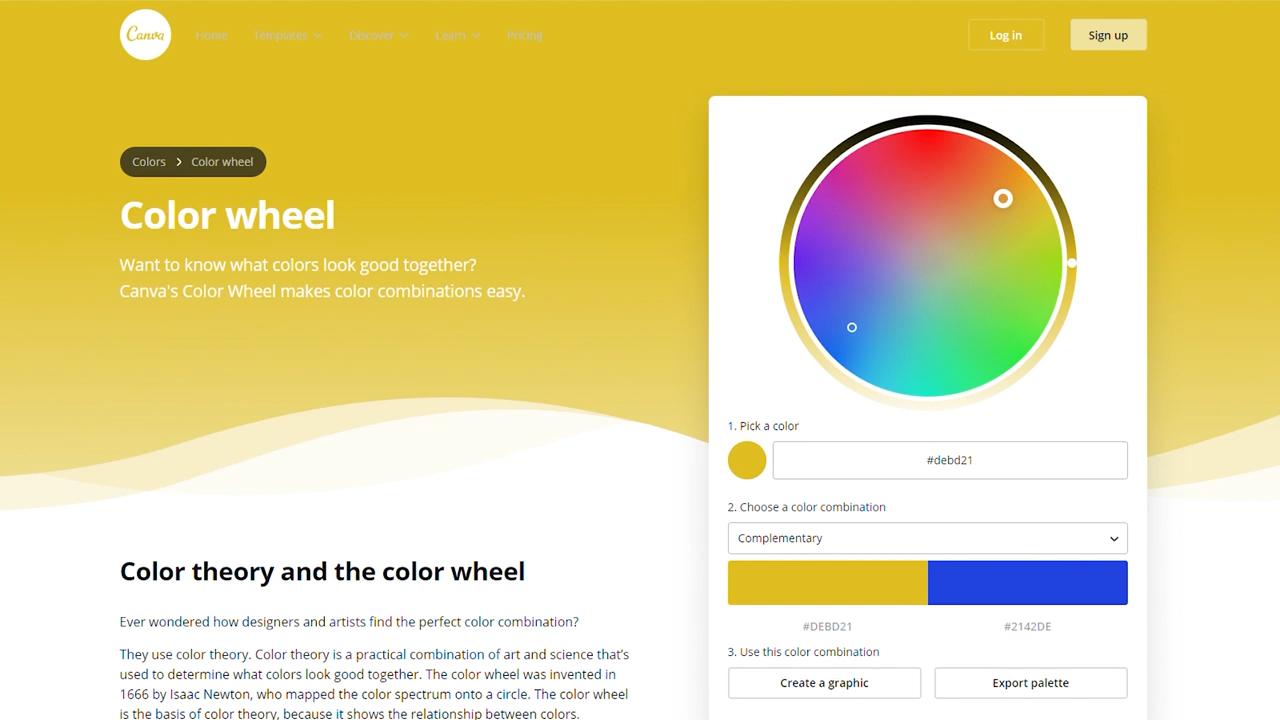 Canva
Home
Templates
Discover
Learn
Pricing
Log in
Sign up
Colors
Color wheel
Color wheel
Want to know what colors look good together?
Canva's Color Wheel makes color combinations easy.
1. Pick a color
#debd21
2. Choose a color combination
Complementary
#DEBD21
#2142DE
3. Use this color combination
Create a graphic
Export palette
Color theory and the color wheel
Ever wondered how designers and artists find the perfect color combination?
They use color theory. Color theory is a practical combination of art and science that’s
used to determine what colors look good together. The color wheel was invented in
1666 by Isaac Newton, who mapped the color spectrum onto a circle. The color wheel
is the basis of color theory, because it shows the relationship between colors.